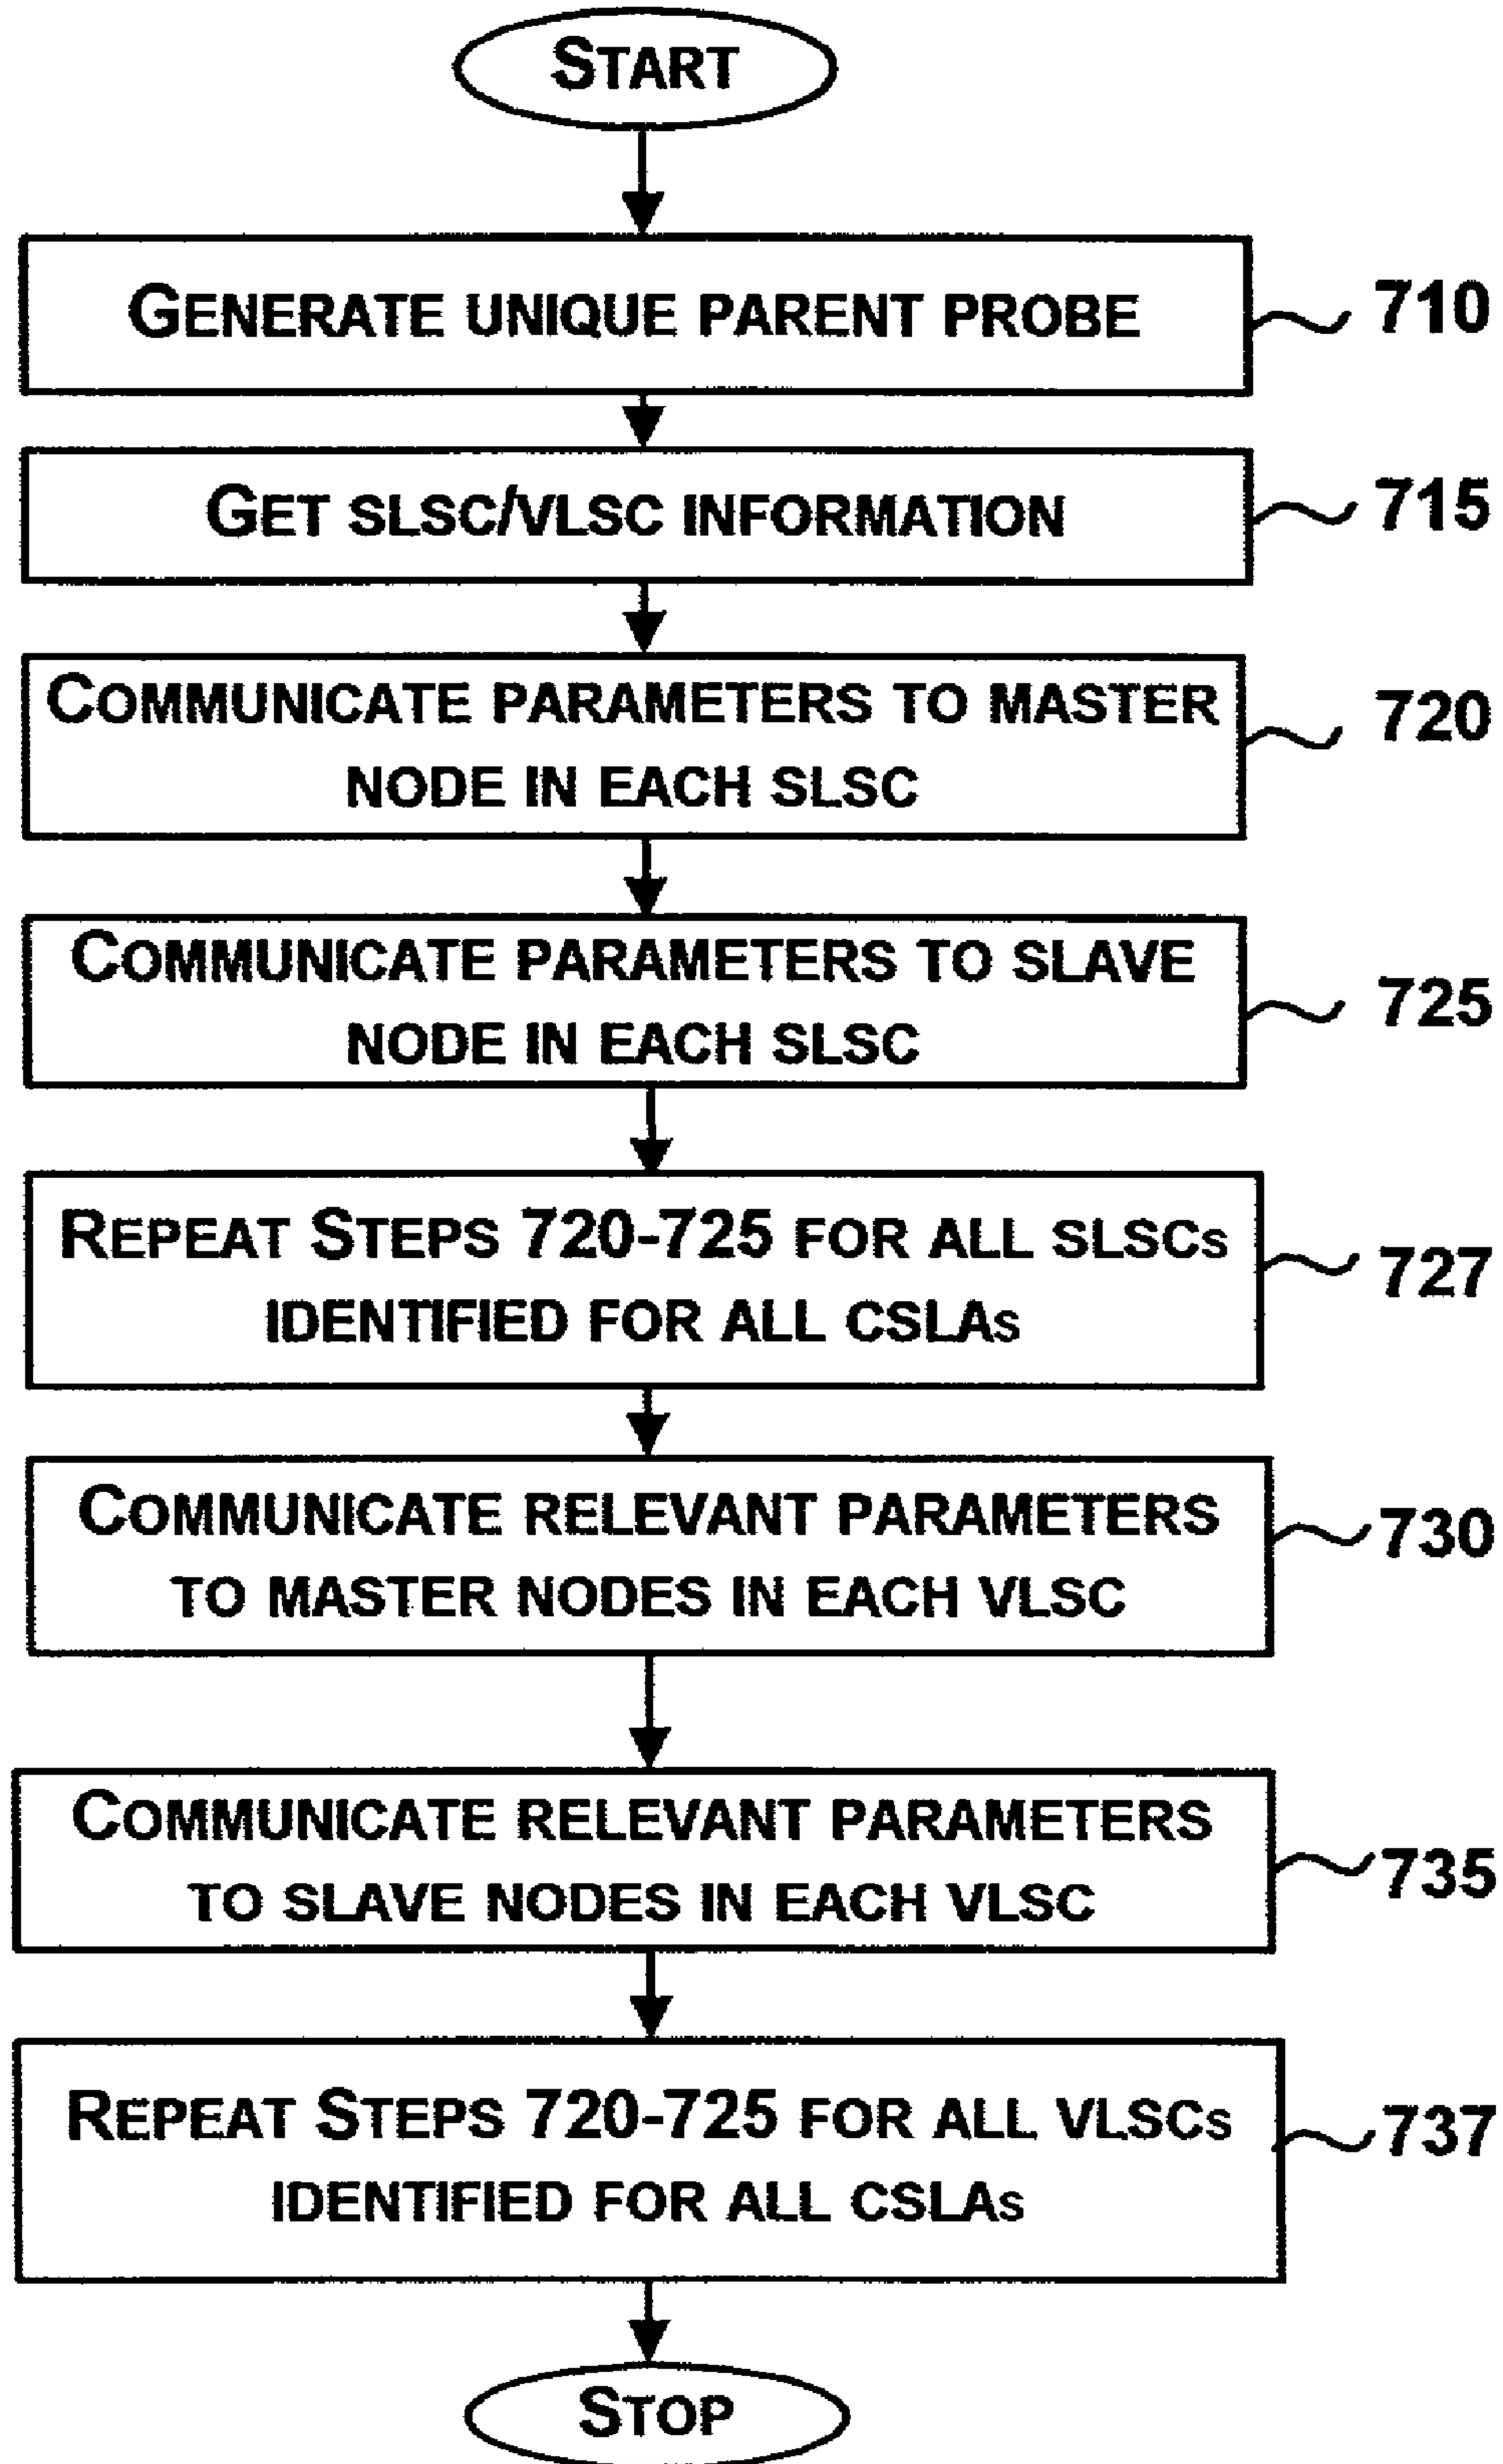 START
GENERATE UNIQUE PARENT PROBE
710
GET SLSC/VLSC INFORMATION
715
COMMUNICATE PARAMETERS TO MASTER
NODE IN EACH SLSC
720
COMMUNICATE PARAMETERS TO SLAVE
NODE IN EACH SLSC
725
REPEAT STEPS 720-725 FOR ALL SLSCs
IDENTIFIED FOR ALL CSLAs
727
COMMUNICATE RELEVANT PARAMETERS
TO MASTER NODES IN EACH VLSC
730
COMMUNICATE RELEVANT PARAMETERS
TO SLAVE NODES IN EACH VLSC
735
REPEAT STEPS 720-725 FOR ALL VLSCs
IDENTIFIED FOR ALL CSLAs
737
STOP